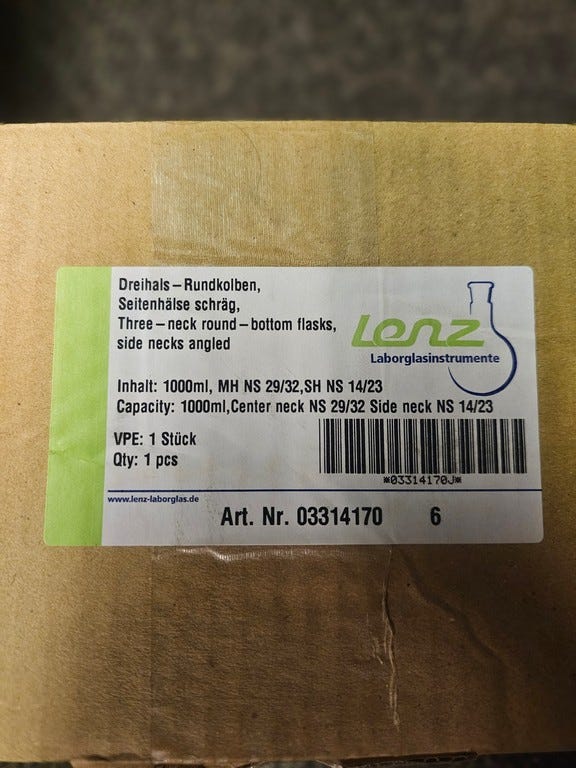 Dreihals – Rundkolben,
Seitenhälse schräg,
Three – neck round – bottom flasks,
side necks angled
Lenz
Laborglasinstrumente
Inhalt: 1000ml, MH NS 29/32,SH NS 14/23
Capacity: 1000ml,Center neck NS 29/32 Side neck NS 14/23
VPE: 1 Stück
Qty: 1 pcs
*03314170J*
www.lenz-laborglas.de
Art. Nr. 03314170 6